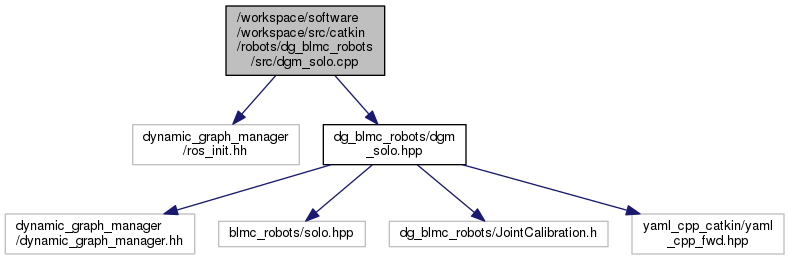 /workspace/software
/workspace/src/catkin
/robots/dg_blmc_robots
/src/dgm_solo.cpp
dynamic_graph_manager
/ros_init.hh
dg_blmc_robots/dgm
_solo.hpp
dynamic_graph_manager
/dynamic_graph_manager.hh
blmc_robots/solo.hpp
dg_blmc_robots/JointCalibration.h
yaml_cpp_catkin/yaml
_cpp_fwd.hpp